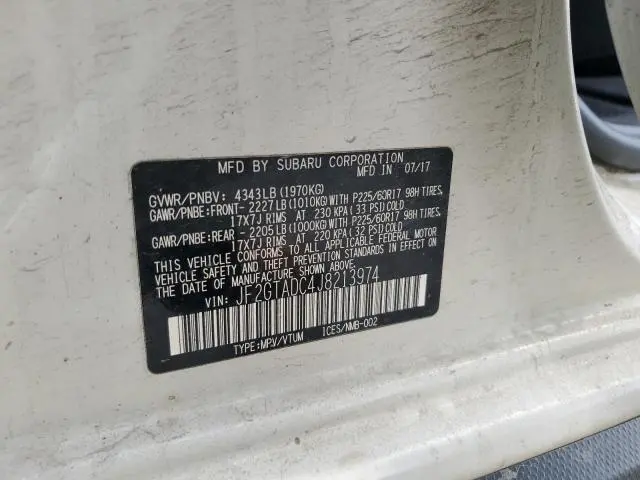 MFD BY SUBARU CORPORATION
MFD IN 07/17
GVWR/PNBV: 4343LB (1970KG)
GAWR/PNBE:FRONT-2227LB(1010KG)WITH P225/60R17 98H TIRES,
17X7J RIMS AT 230 KPA(33 PSI)COLD
GAWR/PNBE:REAR -2205LB(1000KG)WITH P225/60R17 98H TIRES,
17X7J RIMS AT 220 KPA(32 PSI)COLD
THIS VEHICLE CONFORMS TO ALL APPLICABLE FEDERAL MOTOR
VEHICLE SAFETY AND THEFT PREVENTION STANDARDS IN EFFECT ON
THE DATE OF MANUFACTURE SHOWN ABOVE.
VIN: JF2GTADC4J8213974
TYPE:MPV/VTUM ICES/NMB-002